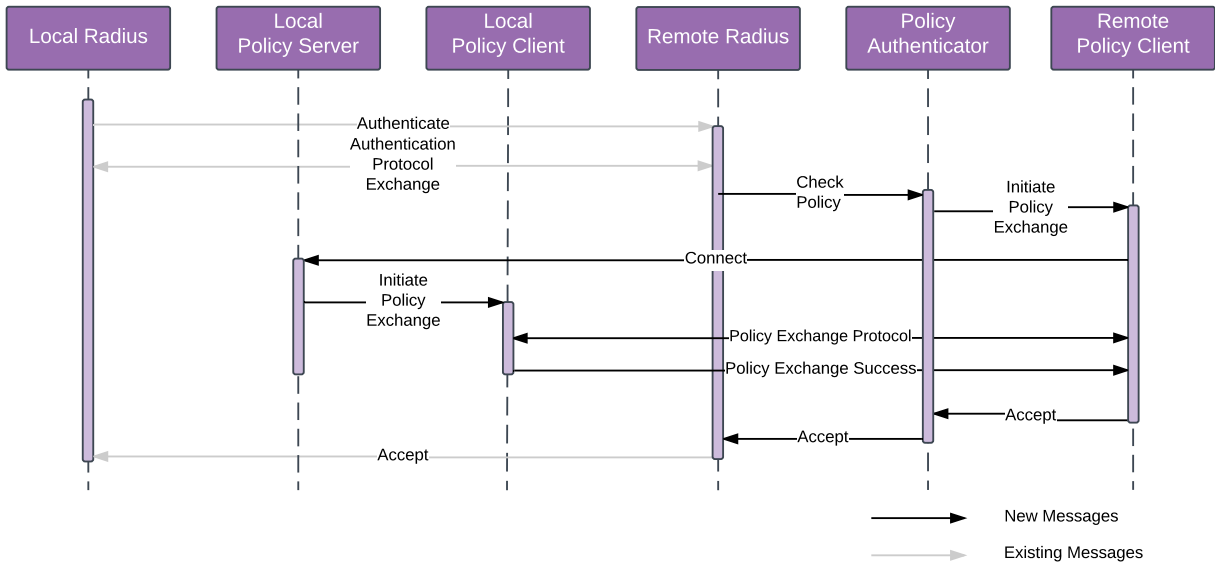 Local Radius
Local
Policy Server
Local
Policy Client
Remote Radius
Policy
Authenticator
Remote
Policy Client
Authenticate
Authentication
Protocol
Exchange
Check
Policy
Initiate
Policy
Exchange
Connect
Initiate
Policy
Exchange
Policy Exchange Protocol
Policy Exchange Success
Accept
Accept
Accept
New Messages
Existing Messages